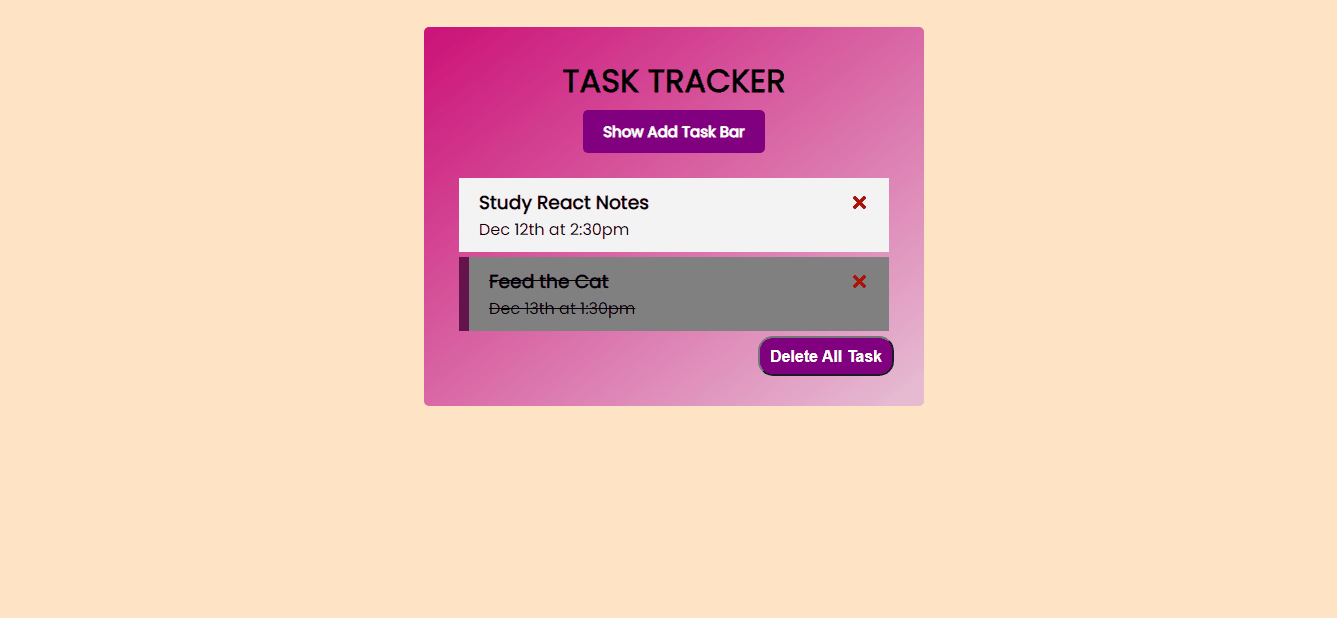 TASK TRACKER
Show Add Task Bar
Study React Notes
Dec 12th at 2:30pm
Feed the Cat
Dec 13th at 1:30pm
Delete All Task